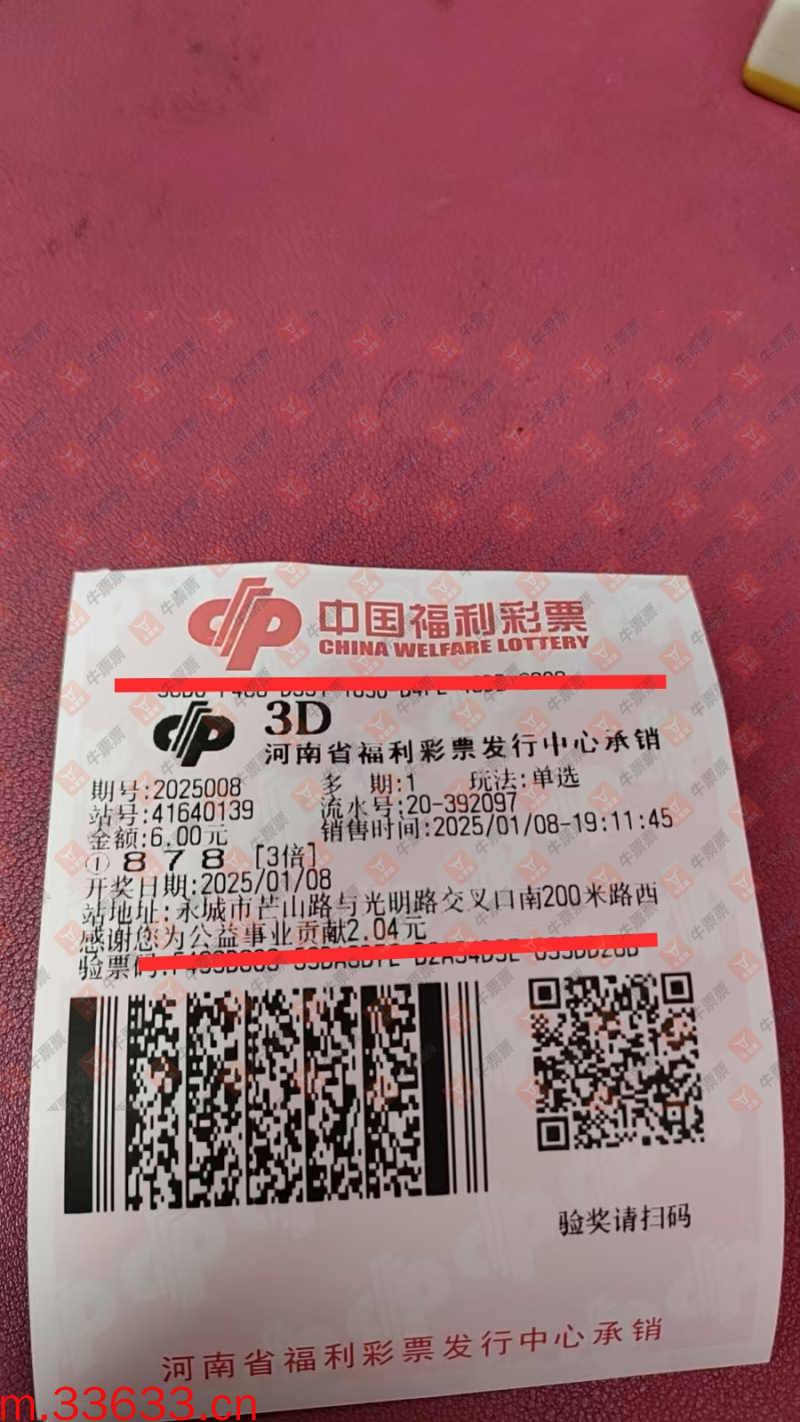 中国福利彩票
CHINA WELFARE LOTTERY
3D
河南省福利彩票发行中心承销
期号:2025008 多 期:1 玩法:单选
站号:41640139 流水号:20-392097
金额:6.00元 销售时间:2025/01/08-19:11:45
① 8 7 8 [3倍]
开奖日期:2025/01/08
站地址:永城市芒山路与光明路交叉口南200米路西
感谢您为公益事业贡献2.04元
验票码:
验奖请扫码
河南省福利彩票发行中心承销
m.33633.cn
牛票票